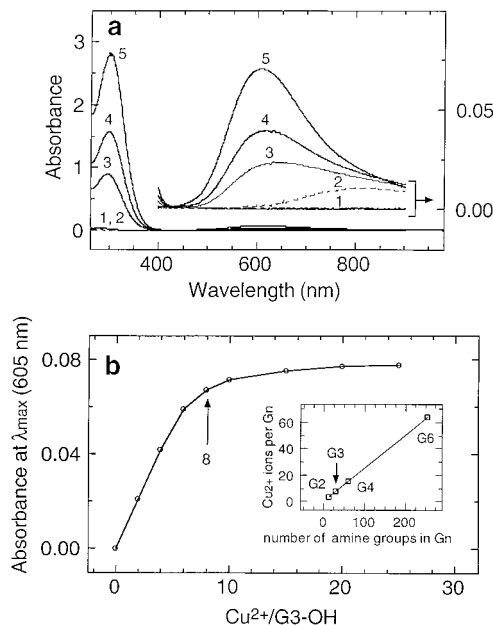 a
Absorbance
3
2
1
0
5
4
3
1, 2
5
4
3
2
1
0.05
0.00
400
600
800
Wavelength (nm)
b
Absorbance at λmax (605 nm)
0.08
0.04
0.00
8
Cu2+ ions per Gn
60
40
20
0
G2
G3
G4
G6
0
100
200
number of amine groups in Gn
0
10
20
30
Cu2+/G3-OH